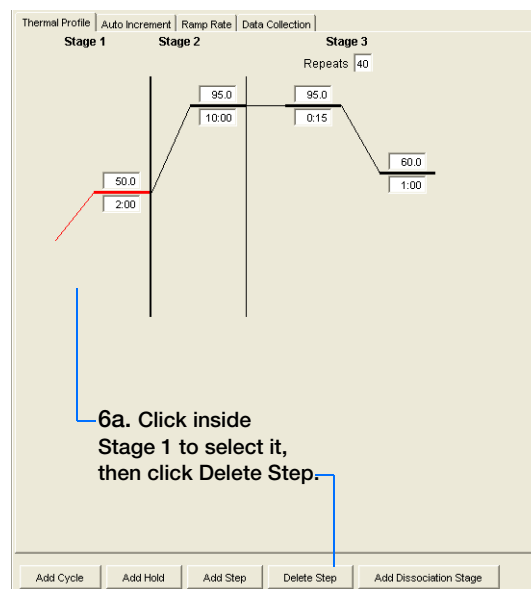 Thermal Profile Auto Increment Ramp Rate Data Collection
Stage 1 Stage 2 Stage 3
Repeats 40
95.0 95.0
10:00 0:15
60.0
1:00
50.0
2:00
6a. Click inside
Stage 1 to select it,
then click Delete Step.
Add Cycle Add Hold Add Step Delete Step Add Dissociation Stage